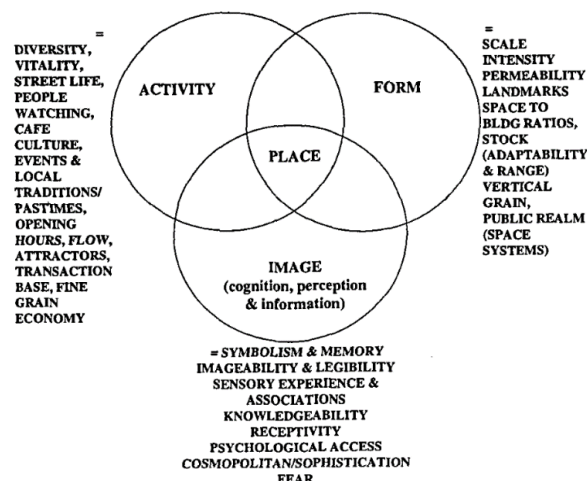 =
DIVERSITY,
VITALITY,
STREET LIFE,
PEOPLE
WATCHING,
CAFE
CULTURE,
EVENTS &
LOCAL
TRADITIONS/
PASTIMES,
OPENING
HOURS, FLOW,
ATTRACTORS,
TRANSACTION
BASE, FINE
GRAIN
ECONOMY
ACTIVITY
FORM
PLACE
IMAGE
(cognition, perception
& information)
=
SCALE
INTENSITY
PERMEABILITY
LANDMARKS
SPACE TO
BLDG RATIOS,
STOCK
(ADAPTABILITY
& RANGE)
VERTICAL
GRAIN,
PUBLIC REALM
(SPACE
SYSTEMS)
= SYMBOLISM & MEMORY
IMAGEABILITY & LEGIBILITY
SENSORY EXPERIENCE &
ASSOCIATIONS
KNOWLEDGEABILITY
RECEPTIVITY
PSYCHOLOGICAL ACCESS
COSMOPOLITAN/SOPHISTICATION
FEAR